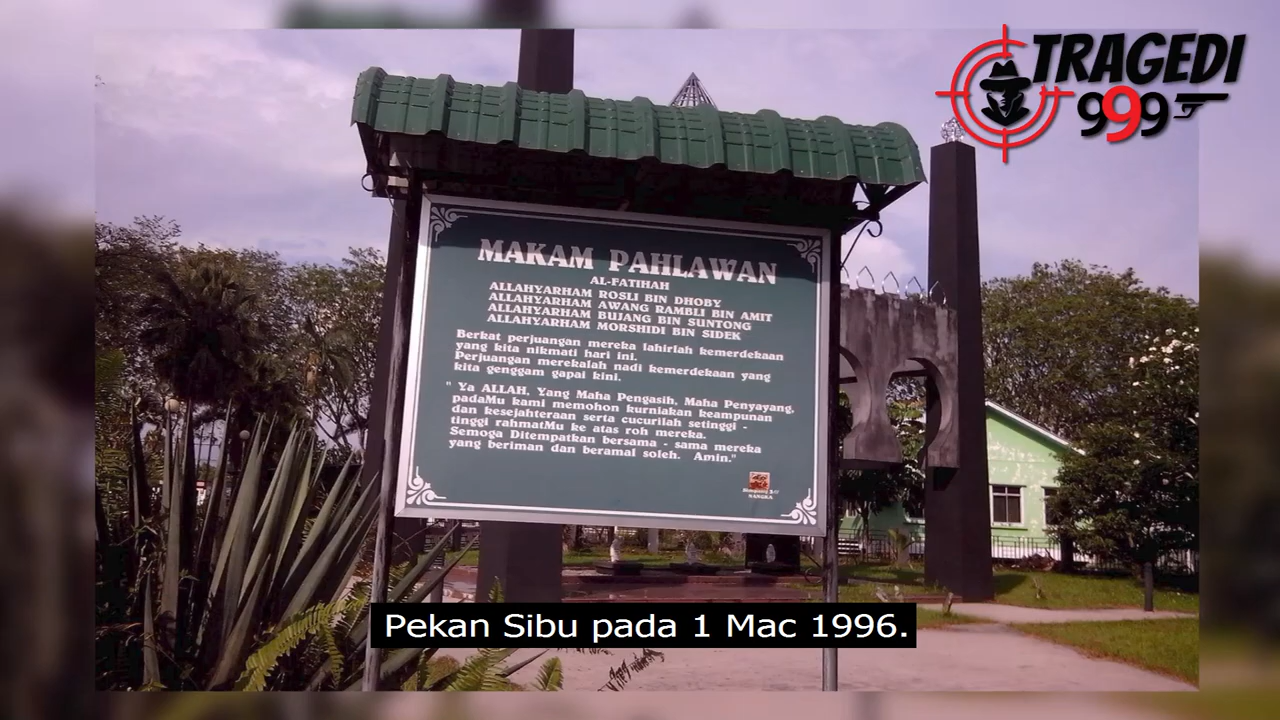 TRAGEDI
999
MAKAM PAHLAWAN
AL-FATIHAH
ALLAHYARHAM ROSLI BIN DHOBY
ALLAHYARHAM AWANG RAMBLI BIN AMIT
ALLAHYARHAM BUJANG BIN SUNTONG
ALLAHYARHAM MORSHIDI BIN SIDEK
Berkat perjuangan mereka lahirlah kemerdekaan
yang kita nikmati hari ini.
Perjuangan merekalah nadi kemerdekaan yang
kita genggam gapai kini.
" Ya ALLAH, Yang Maha Pengasih, Maha Penyayang,
padaMu kami memohon kurniakan keampunan
dan kesejahteraan serta cucurilah setinggi -
tinggi rahmatMu ke atas roh mereka.
Semoga Ditempatkan bersama - sama mereka
yang beriman dan beramal soleh. Amin."
NANGKA
Pekan Sibu pada 1 Mac 1996.